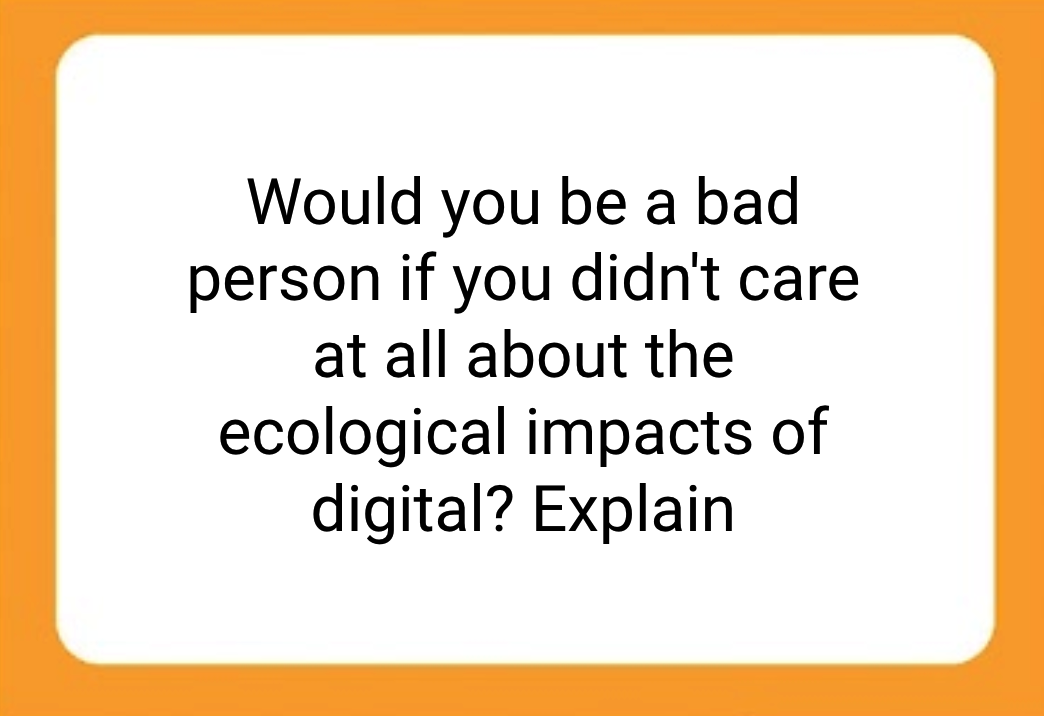 Would you be a bad
person if you didn't care
at all about the
ecological impacts of
digital? Explain